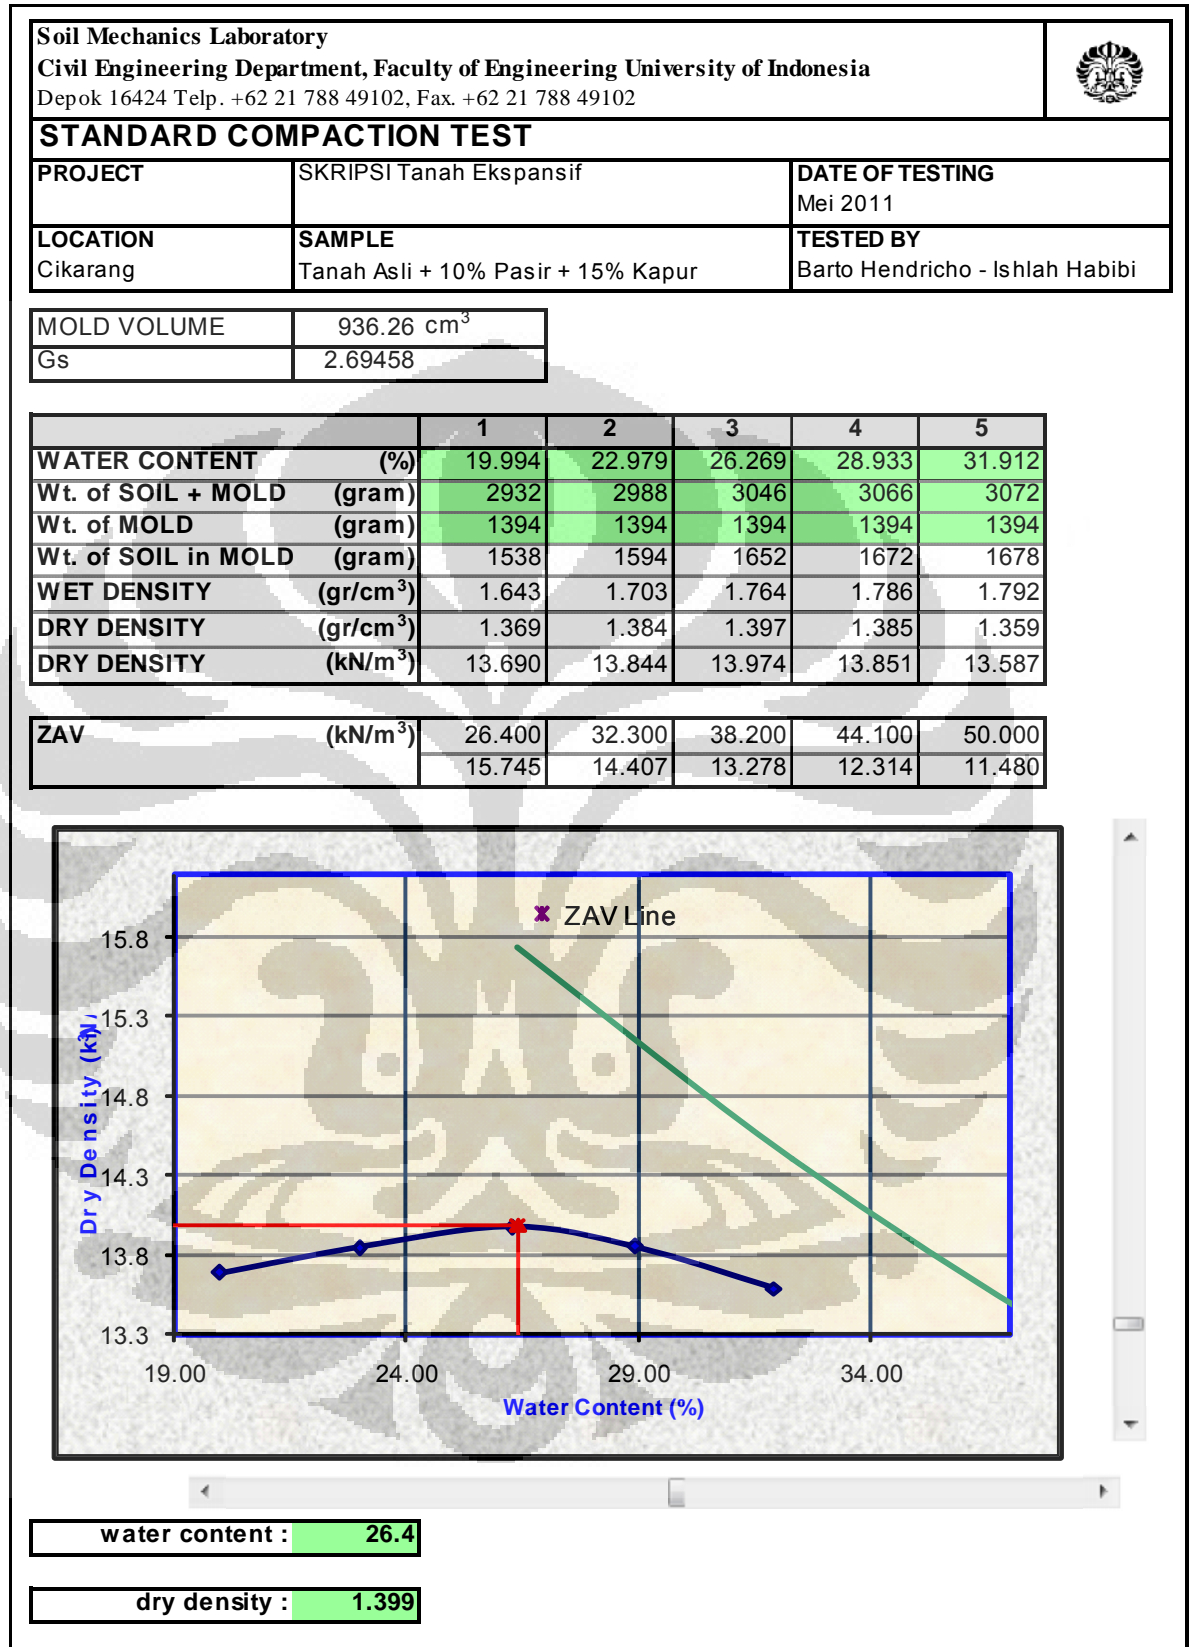 Soil Mechanics Laboratory
Civil Engineering Department, Faculty of Engineering University of Indonesia
Depok 16424 Telp. +62 21 788 49102, Fax. +62 21 788 49102
STANDARD COMPACTION TEST
PROJECT SKRIPSI Tanah Ekspansif DATE OF TESTING
Mei 2011
LOCATION SAMPLE TESTED BY
Cikarang Tanah Asli + 10% Pasir + 15% Kapur Barto Hendricho - Ishlah Habibi
MOLD VOLUME 936.26 cm³
Gs 2.69458
1 2 3 4 5
WATER CONTENT (%) 19.994 22.979 26.269 28.933 31.912
Wt. of SOIL + MOLD (gram) 2932 2988 3046 3066 3072
Wt. of MOLD (gram) 1394 1394 1394 1394 1394
Wt. of SOIL in MOLD (gram) 1538 1594 1652 1672 1678
WET DENSITY (gr/cm³) 1.643 1.703 1.764 1.786 1.792
DRY DENSITY (gr/cm³) 1.369 1.384 1.397 1.385 1.359
DRY DENSITY (kN/m³) 13.690 13.844 13.974 13.851 13.587
ZAV (kN/m³) 26.400 32.300 38.200 44.100 50.000
15.745 14.407 13.278 12.314 11.480
ZAV Line
15.8
15.3
14.8
14.3
13.8
13.3
Dry Density
19.00 24.00 29.00 34.00
Water Content (%)
water content : 26.4
dry density : 1.399